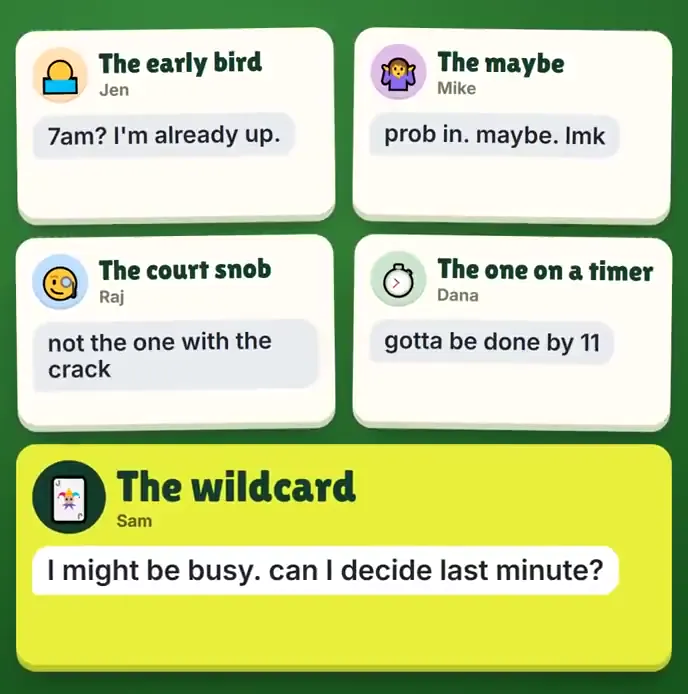 The early bird
Jen
7am? I'm already up.
The maybe
Mike
prob in. maybe. lmk
The court snob
Raj
not the one with the
crack
The one on a timer
Dana
gotta be done by 11
The wildcard
Sam
I might be busy. can I decide last minute?